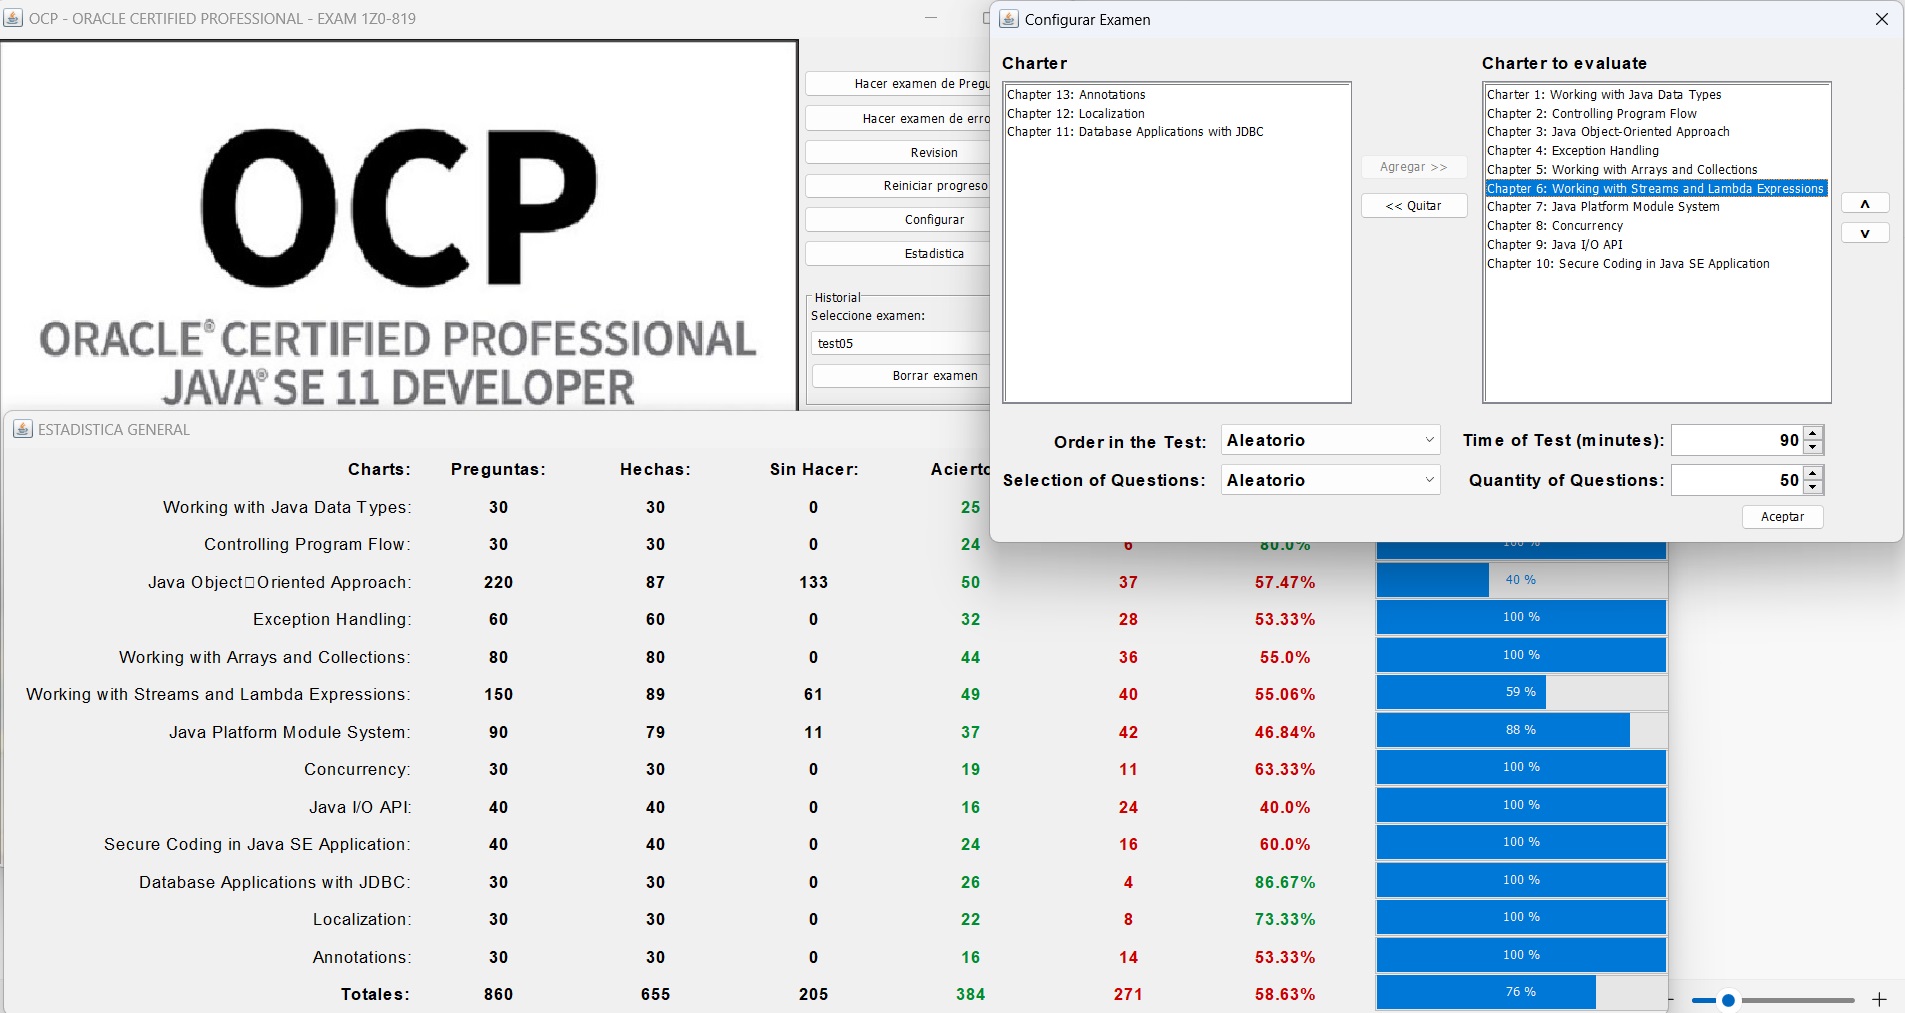 OCP - ORACLE CERTIFIED PROFESSIONAL - EXAM 1Z0-819
OCP
ORACLE® CERTIFIED PROFESSIONAL
JAVA® SE 11 DEVELOPER
Hacer examen de Pregu
Hacer examen de erro
Revision
Reiniciar progreso
Configurar
Estadistica
Historial
Seleccione examen:
test05
Borrar examen
Configurar Examen
Charter
Chapter 13: Annotations
Chapter 12: Localization
Chapter 11: Database Applications with JDBC
Agregar >>
<< Quitar
Charter to evaluate
Charter 1: Working with Java Data Types
Chapter 2: Controlling Program Flow
Chapter 3: Java Object-Oriented Approach
Chapter 4: Exception Handling
Chapter 5: Working with Arrays and Collections
Chapter 6: Working with Streams and Lambda Expressions
Chapter 7: Java Platform Module System
Chapter 8: Concurrency
Chapter 9: Java I/O API
Chapter 10: Secure Coding in Java SE Application
ʌ
v
Order in the Test: Aleatorio Time of Test (minutes): 90
Selection of Questions: Aleatorio Quantity of Questions: 50
Aceptar
ESTADISTICA GENERAL
Charts: Preguntas: Hechas: Sin Hacer: Acierto
Working with Java Data Types: 30 30 0 25
Controlling Program Flow: 30 30 0 24 6 80.0% 100 %
Java Object□Oriented Approach: 220 87 133 50 37 57.47% 40 %
Exception Handling: 60 60 0 32 28 53.33% 100 %
Working with Arrays and Collections: 80 80 0 44 36 55.0% 100 %
Working with Streams and Lambda Expressions: 150 89 61 49 40 55.06% 59 %
Java Platform Module System: 90 79 11 37 42 46.84% 88 %
Concurrency: 30 30 0 19 11 63.33% 100 %
Java I/O API: 40 40 0 16 24 40.0% 100 %
Secure Coding in Java SE Application: 40 40 0 24 16 60.0% 100 %
Database Applications with JDBC: 30 30 0 26 4 86.67% 100 %
Localization: 30 30 0 22 8 73.33% 100 %
Annotations: 30 30 0 16 14 53.33% 100 %
Totales: 860 655 205 384 271 58.63% 76 %